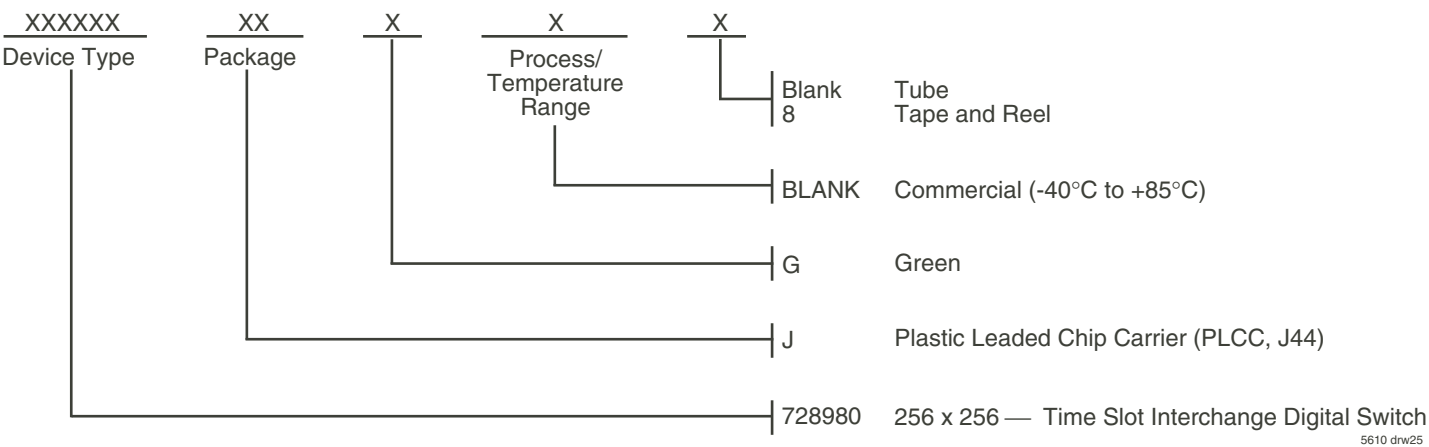 XXXXXX XX X X X
Device Type Package Process/
Temperature
Range
Blank Tube
8 Tape and Reel
BLANK Commercial (-40°C to +85°C)
G Green
J Plastic Leaded Chip Carrier (PLCC, J44)
728980 256 x 256 — Time Slot Interchange Digital Switch
5610 drw25